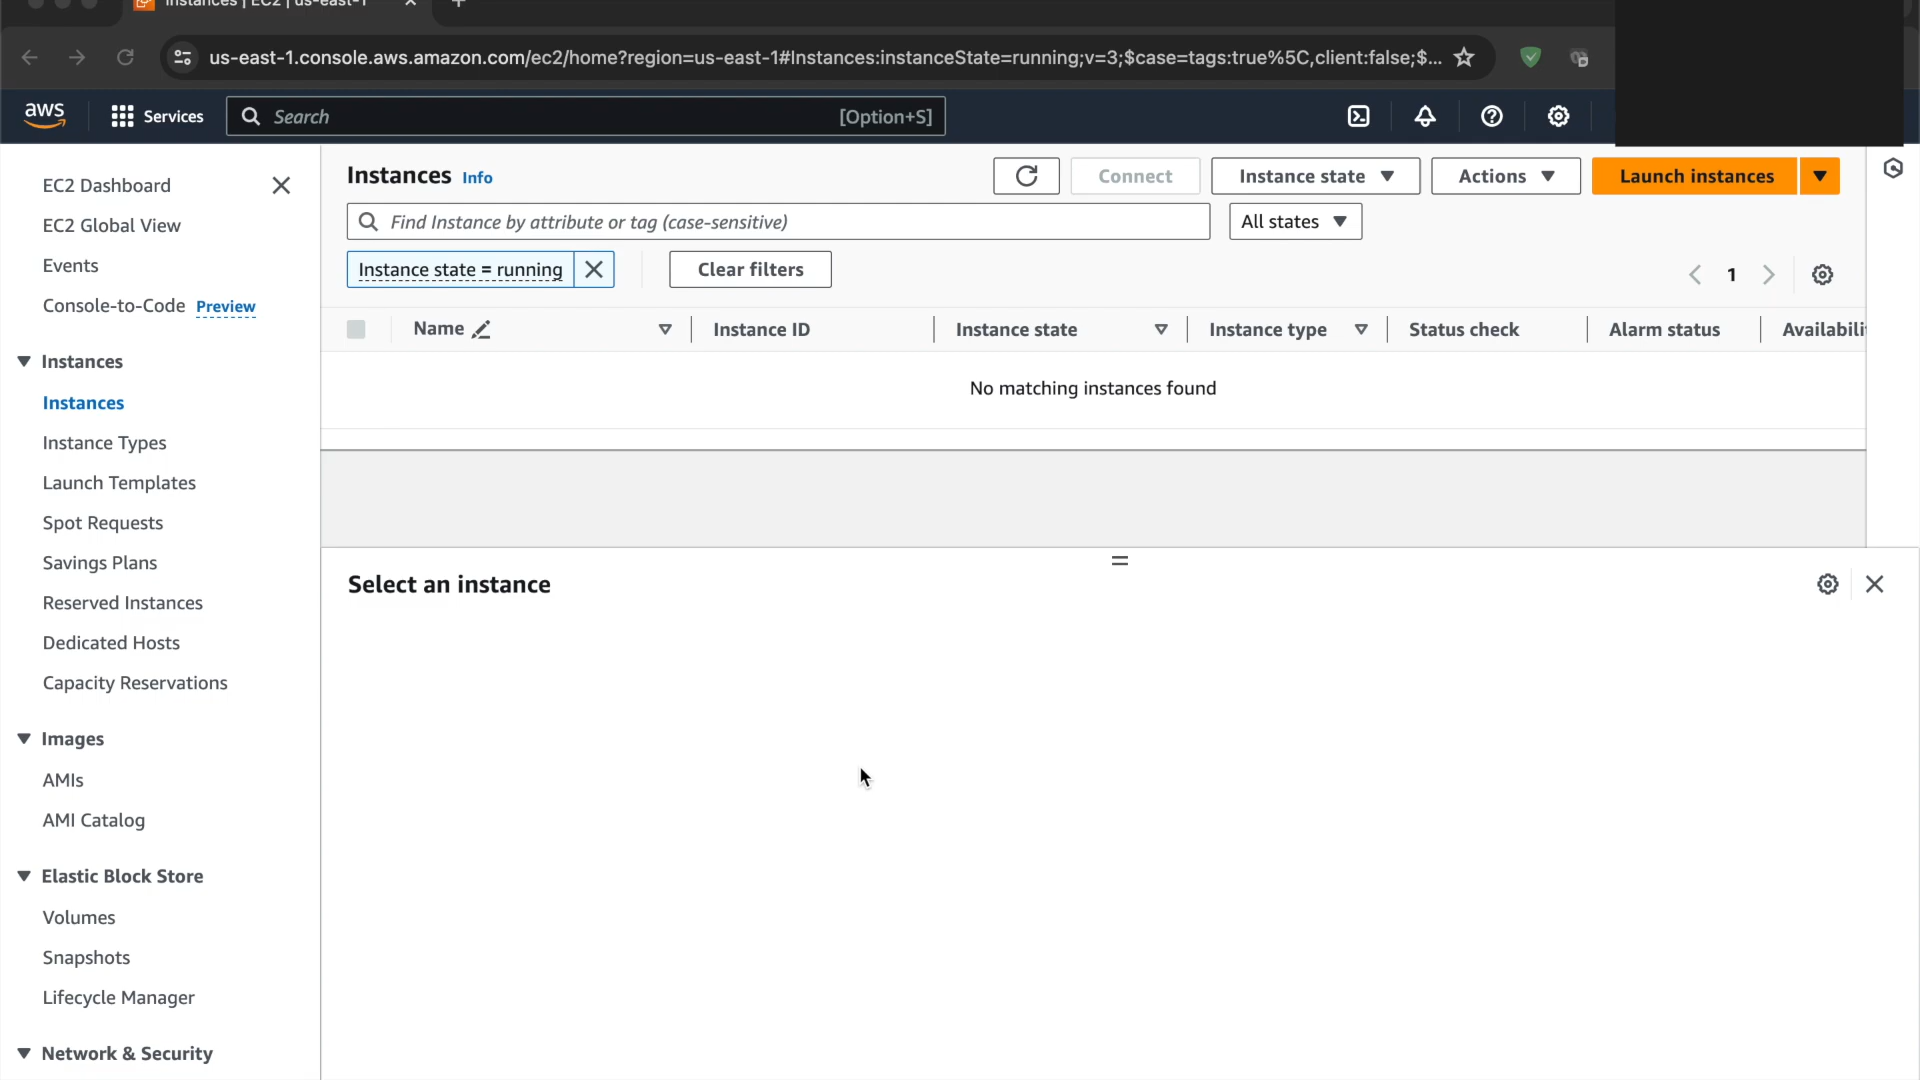 Instances | EC2 | us-east-1
us-east-1.console.aws.amazon.com/ec2/home?region=us-east-1#Instances:instanceState=running;v=3;$case=tags:true%5C,client:false;$...
aws
Services
Search
[Option+S]
EC2 Dashboard
EC2 Global View
Events
Console-to-Code Preview
Instances
Instances
Instance Types
Launch Templates
Spot Requests
Savings Plans
Reserved Instances
Dedicated Hosts
Capacity Reservations
Images
AMIs
AMI Catalog
Elastic Block Store
Volumes
Snapshots
Lifecycle Manager
Network & Security
Instances Info
Connect
Instance state
Actions
Launch instances
Find Instance by attribute or tag (case-sensitive)
All states
Instance state = running
Clear filters
1
Name
Instance ID
Instance state
Instance type
Status check
Alarm status
Availabili
No matching instances found
Select an instance